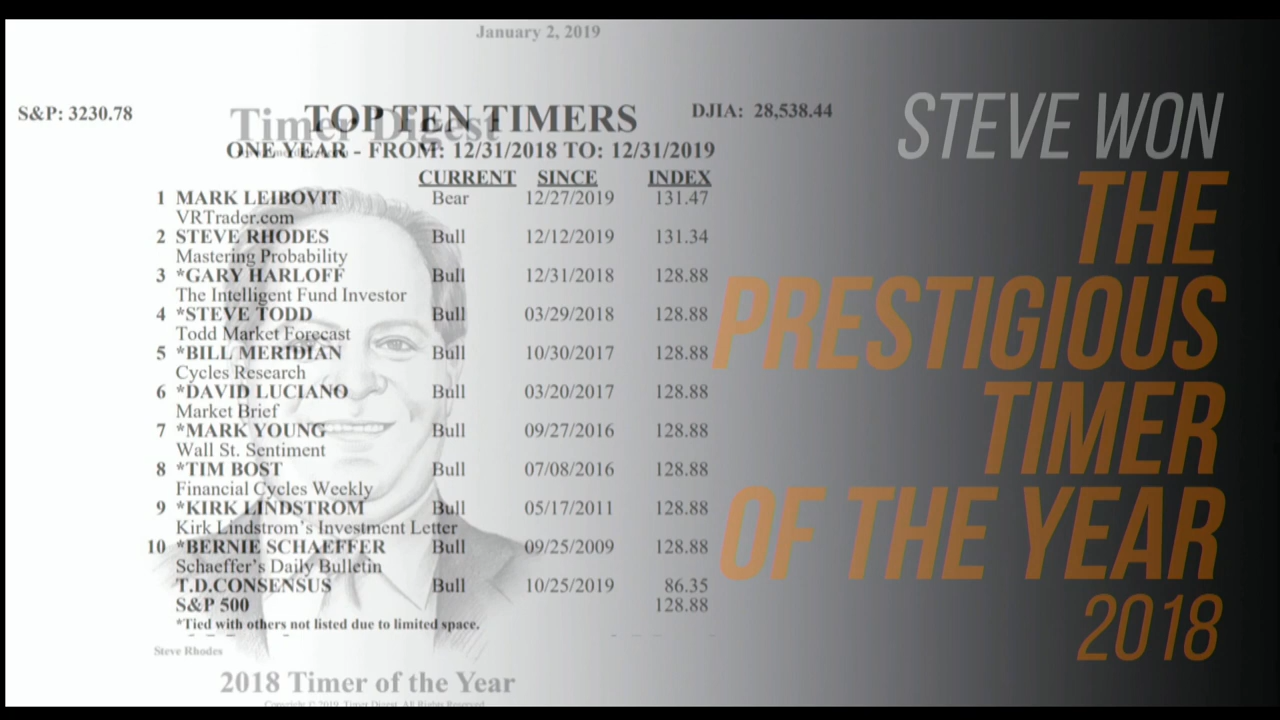 January 2, 2019
S&P: 3230.78
Timer Digest
TOP TEN TIMERS
DJIA: 28,538.44
ONE YEAR - FROM: 12/31/2018 TO: 12/31/2019
CURRENT SINCE INDEX
1 MARK LEIBOVIT Bear 12/27/2019 131.47
VRTrader.com
2 STEVE RHODES Bull 12/12/2019 131.34
Mastering Probability
3 *GARY HARLOFF Bull 12/31/2018 128.88
The Intelligent Fund Investor
4 *STEVE TODD Bull 03/29/2018 128.88
Todd Market Forecast
5 *BILL MERIDIAN Bull 10/30/2017 128.88
Cycles Research
6 *DAVID LUCIANO Bull 03/20/2017 128.88
Market Brief
7 *MARK YOUNG Bull 09/27/2016 128.88
Wall St. Sentiment
8 *TIM BOST Bull 07/08/2016 128.88
Financial Cycles Weekly
9 *KIRK LINDSTROM Bull 05/17/2011 128.88
Kirk Lindstrom's Investment Letter
10 *BERNIE SCHAEFFER Bull 09/25/2009 128.88
Schaeffer's Daily Bulletin
T.D.CONSENSUS Bull 10/25/2019 86.35
S&P 500 128.88
*Tied with others not listed due to limited space.
Steve Rhodes
2018 Timer of the Year
Copyright © 2019, Timer Digest, All Rights Reserved
STEVE WON
THE
PRESTIGIOUS
TIMER
OF THE YEAR
2018